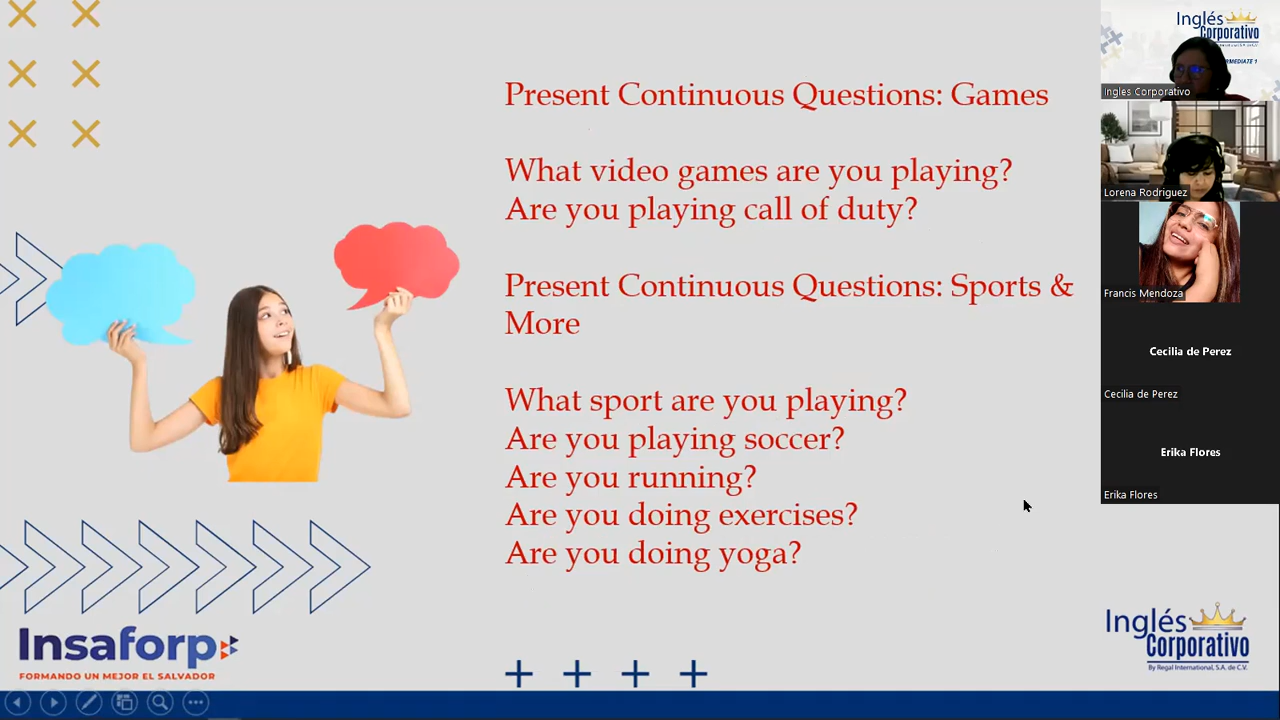 Present Continuous Questions: Games
What video games are you playing?
Are you playing call of duty?
Present Continuous Questions: Sports &
More
What sport are you playing?
Are you playing soccer?
Are you running?
Are you doing exercises?
Are you doing yoga?
Insaforp
FORMANDO UN MEJOR EL SALVADOR
Inglés
Corporativo
By Regal International, S.A. de C.V.
Inglés
Corporativo
Ingles Corporativo
Lorena Rodriguez
Francis Mendoza
Cecilia de Perez
Cecilia de Perez
Erika Flores
Erika Flores